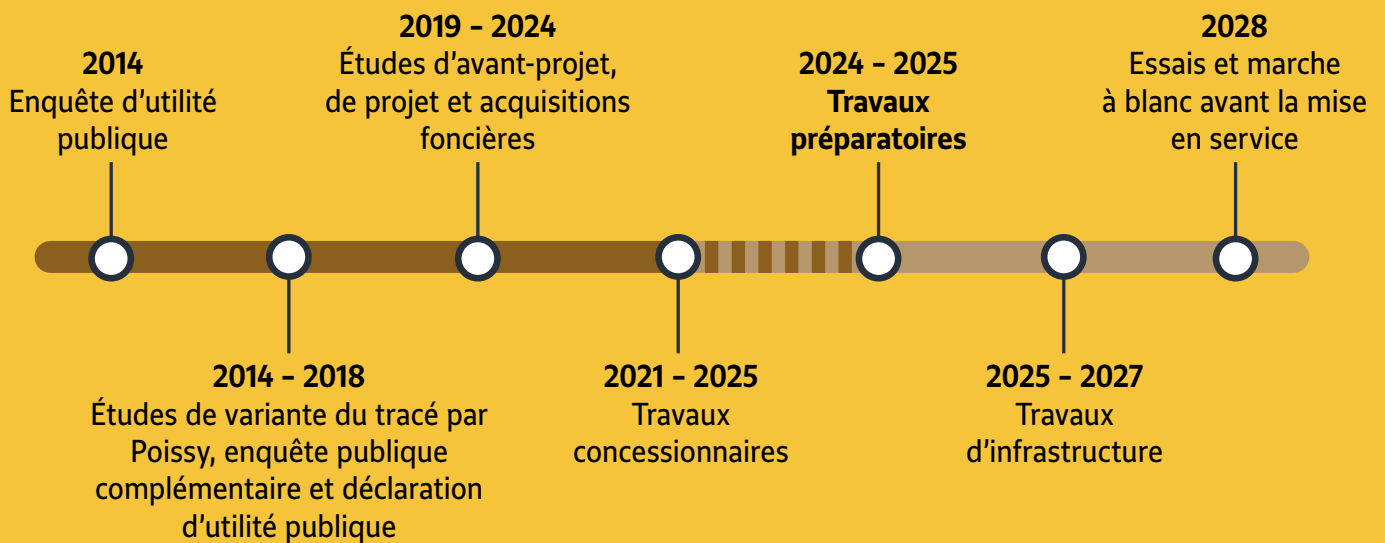 2014
Enquête d'utilité
publique
2014 – 2018
Études de variante du tracé par
Poissy, enquête publique
complémentaire et déclaration
d'utilité publique
2019 – 2024
Études d'avant-projet,
de projet et acquisitions
foncières
2021 – 2025
Travaux
concessionnaires
2024 – 2025
Travaux
préparatoires
2025 – 2027
Travaux
d'infrastructure
2028
Essais et marche
à blanc avant la mise
en service